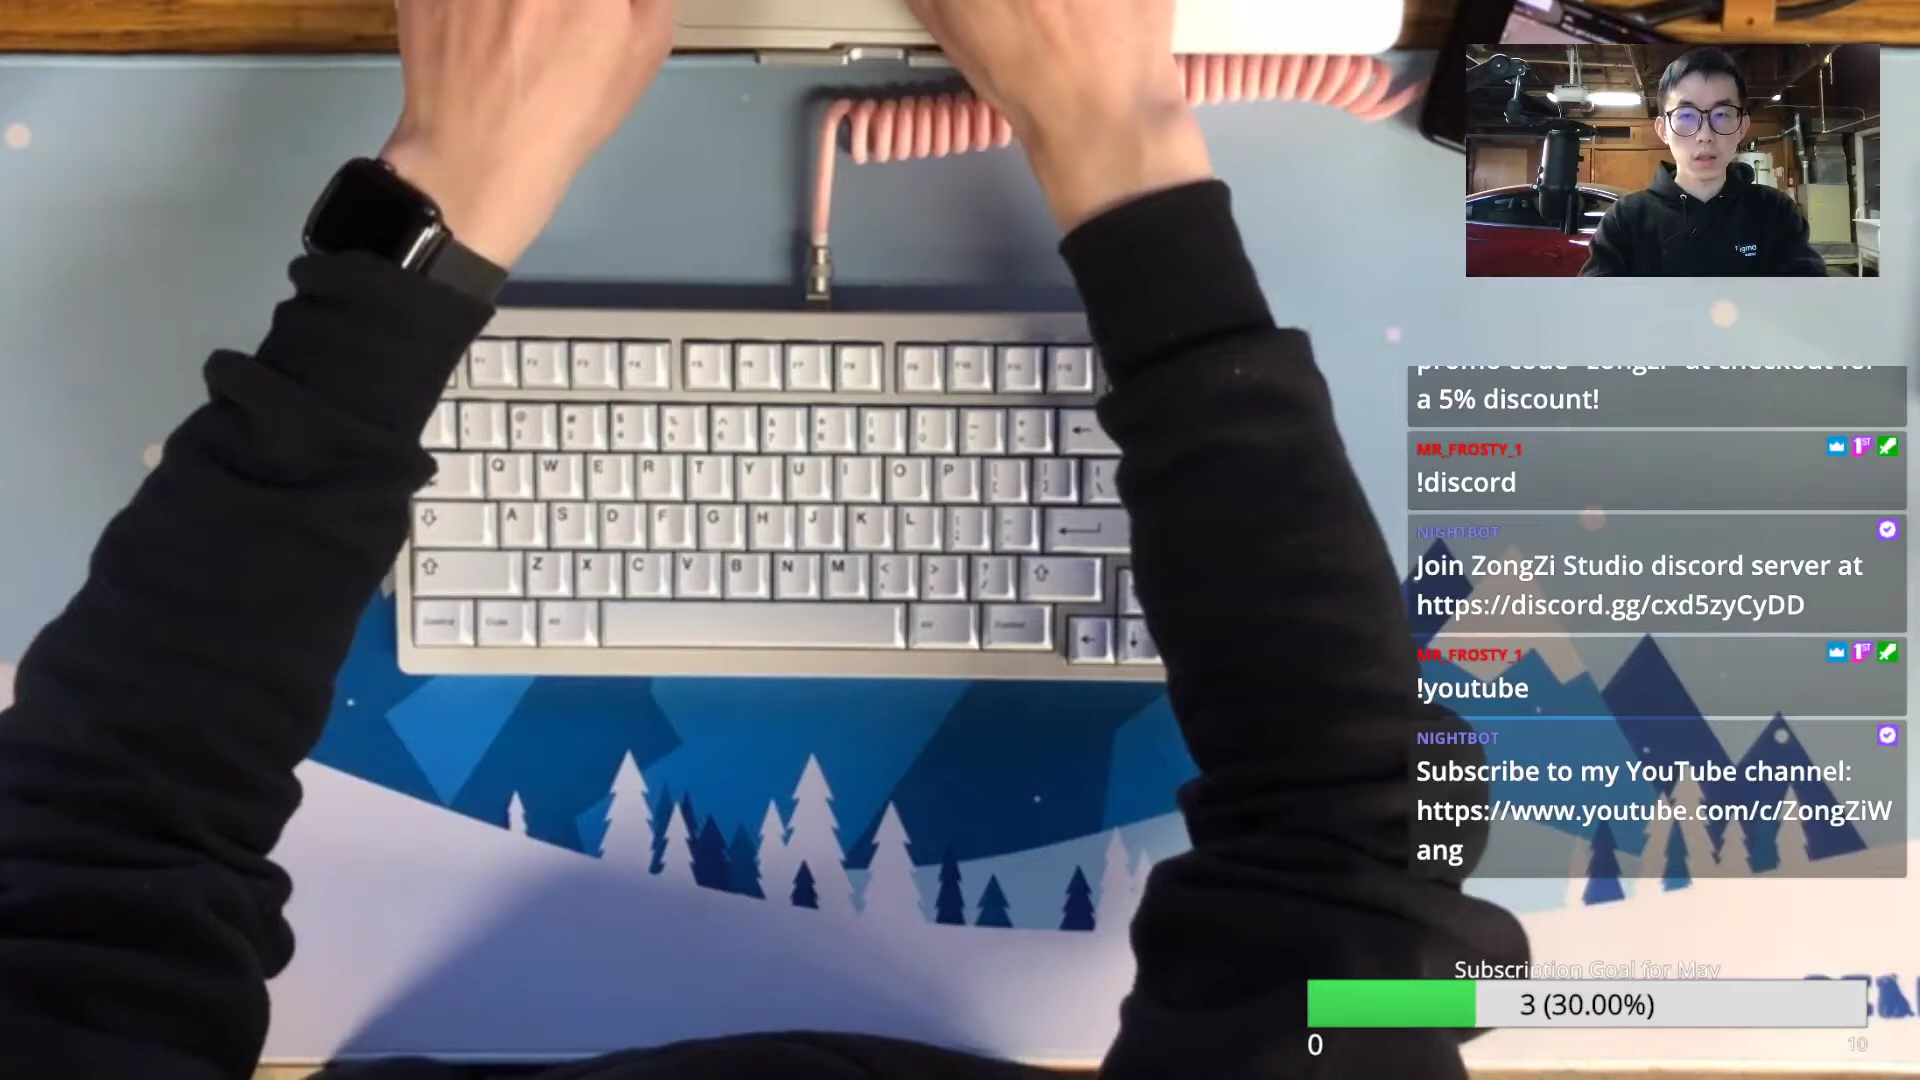 a 5% discount!
MR_FROSTY_1
!discord
NIGHTBOT
Join ZongZi Studio discord server at
https://discord.gg/cxd5zyCyDD
MR_FROSTY_1
!youtube
NIGHTBOT
Subscribe to my YouTube channel:
https://www.youtube.com/c/ZongZiW
ang
Subscription Goal for May
3 (30.00%)
0
10
Q W E R T Y U I O P
A S D F G H J K L
Z X C V B N M